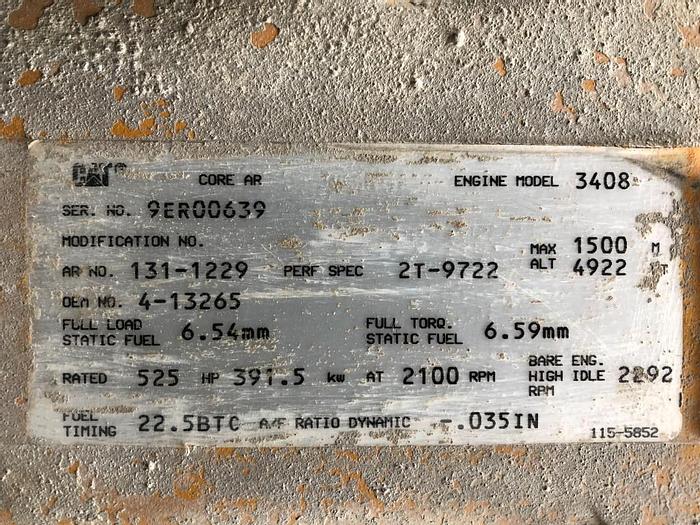 CAT CORE AR ENGINE MODEL 3408
SER. NO. 9ER00639
MODIFICATION NO.
MAX ALT 1500 M
4922 FT
AR NO. 131-1229 PERF SPEC 2T-9722
OEM NO. 4-13265
FULL LOAD STATIC FUEL 6.54mm FULL TORQ. STATIC FUEL 6.59mm
RATED 525 HP 391.5 kw AT 2100 RPM BARE ENG. HIGH IDLE RPM 2292
FUEL TIMING 22.5BTC A/F RATIO DYNAMIC -.035IN
115-5852